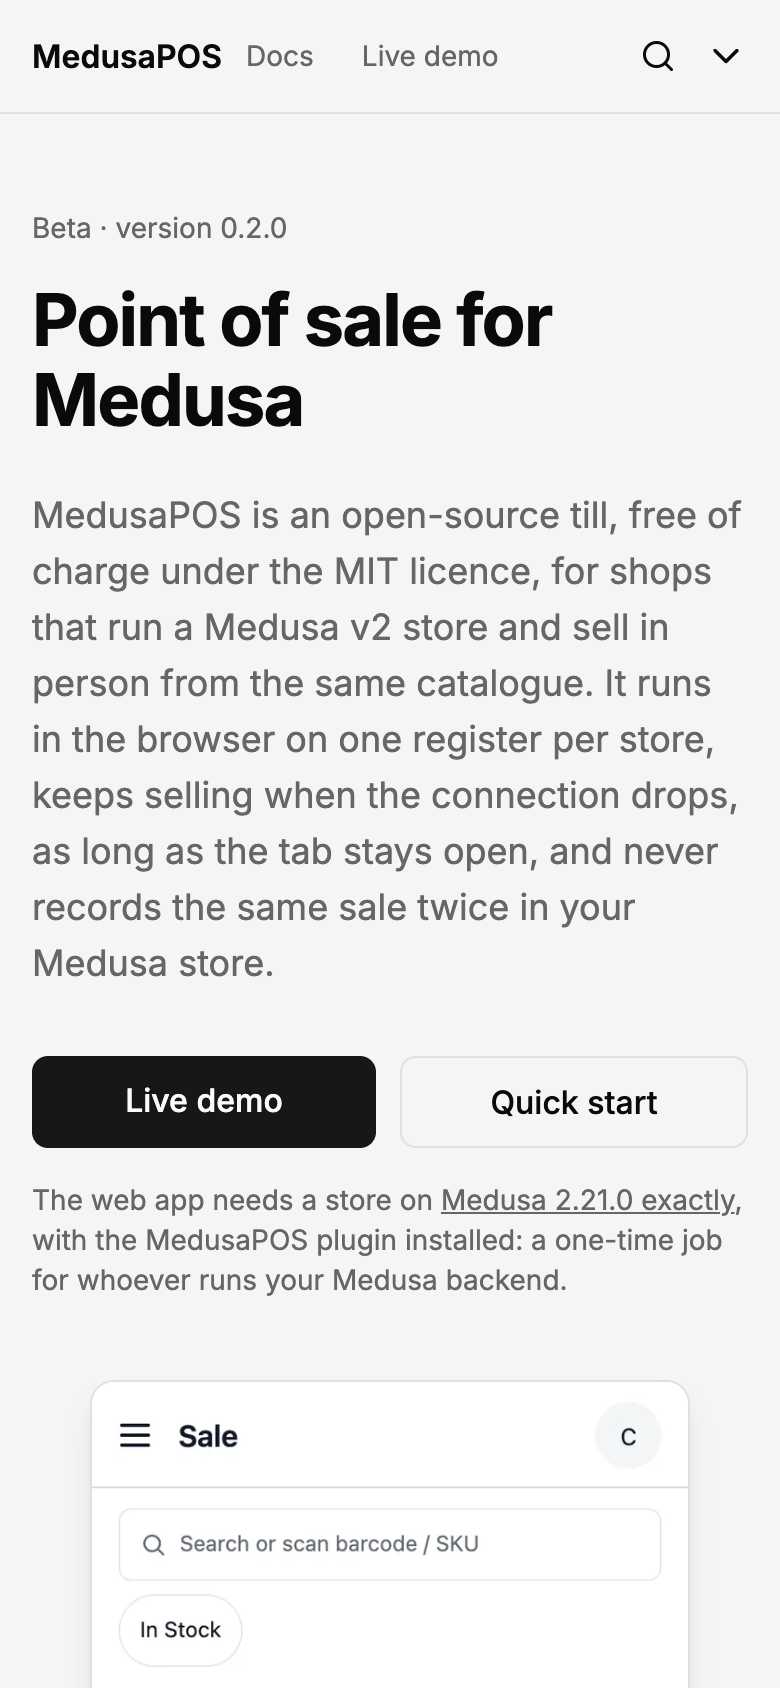 MedusaPOS Docs Live demo
Beta · version 0.2.0
Point of sale for
Medusa
MedusaPOS is an open-source till, free of
charge under the MIT licence, for shops
that run a Medusa v2 store and sell in
person from the same catalogue. It runs
in the browser on one register per store,
keeps selling when the connection drops,
as long as the tab stays open, and never
records the same sale twice in your
Medusa store.
Live demo Quick start
The web app needs a store on Medusa 2.21.0 exactly,
with the MedusaPOS plugin installed: a one-time job
for whoever runs your Medusa backend.
Sale C
Search or scan barcode / SKU
In Stock